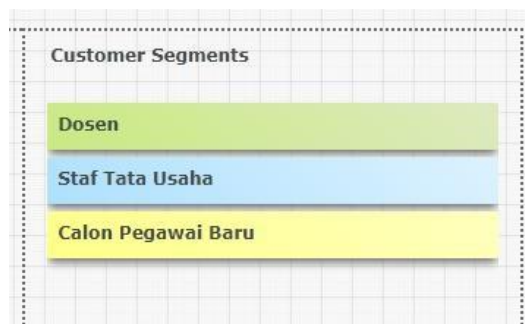 Customer Segments
Dosen
Staf Tata Usaha
Calon Pegawai Baru